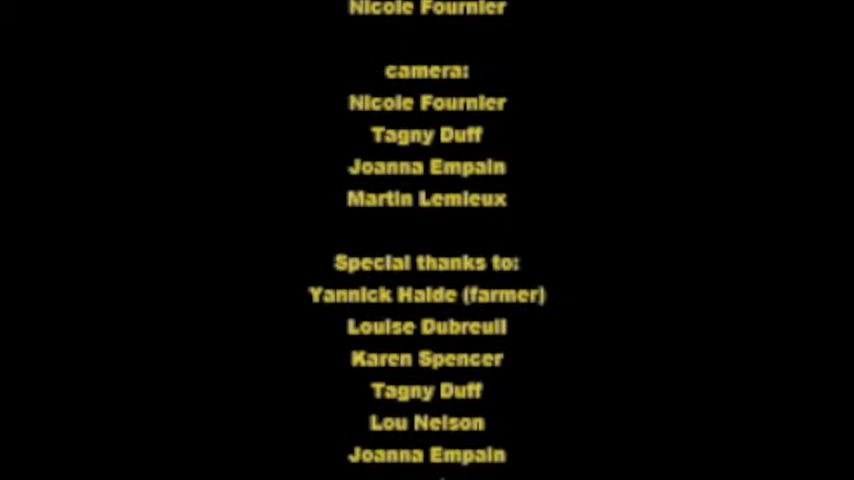 Nicole Fournier
camera:
Nicole Fournier
Tagny Duff
Joanna Empain
Martin Lemieux
Special thanks to:
Yannick Halde (farmer)
Louise Dubreuil
Karen Spencer
Tagny Duff
Lou Nelson
Joanna Empain